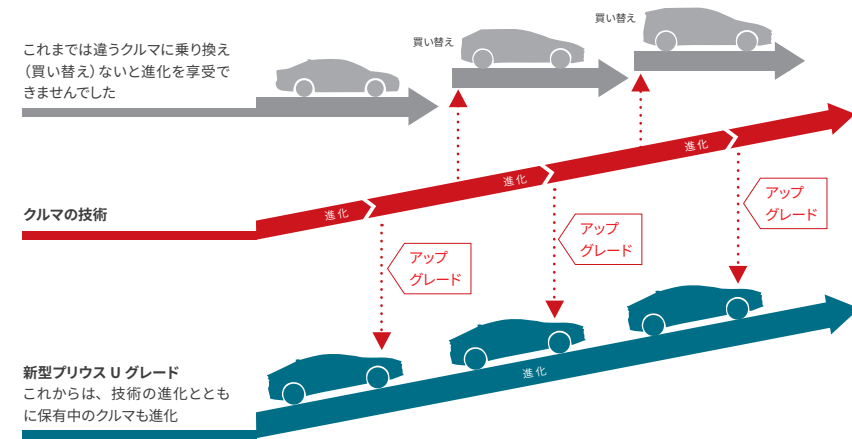 買い替え
買い替え
これまでは違うクルマに乗り換え
（買い替え）ないと進化を享受で
きませんでした
進化
進化
進化
クルマの技術
アップ
グレード
アップ
グレード
アップ
グレード
新型プリウス U グレード
これからは、技術の進化ととも
に保有中のクルマも進化
進化